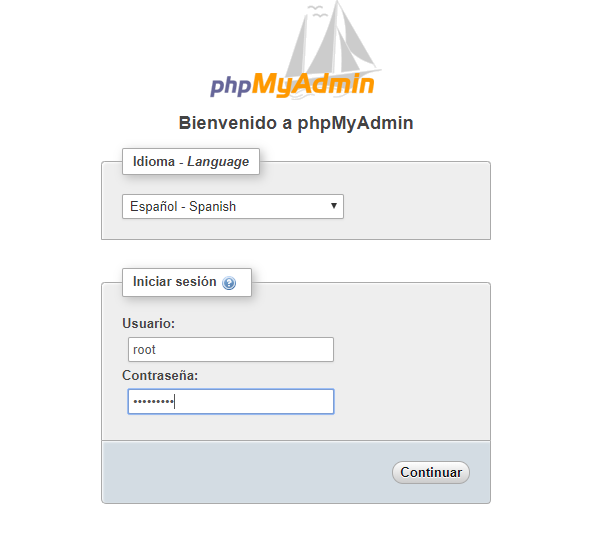 phpMyAdmin
Bienvenido a phpMyAdmin
Idioma - Language
Español - Spanish
Iniciar sesión
Usuario:
root
Contraseña:
•••••••••
Continuar